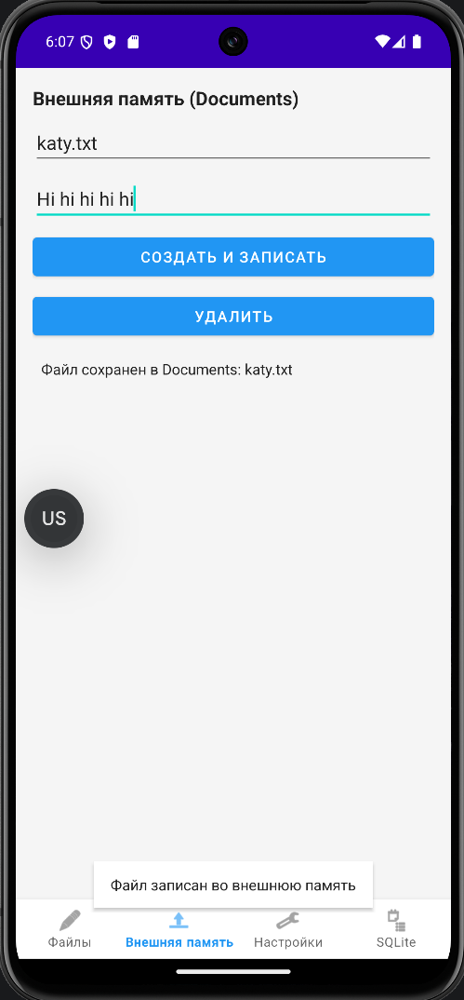 6:07
Внешняя память (Documents)
katy.txt
Hi hi hi hi hi
СОЗДАТЬ И ЗАПИСАТЬ
УДАЛИТЬ
Файл сохранен в Documents: katy.txt
US
Файл записан во внешнюю память
Файлы
Внешняя память
Настройки
SQLite